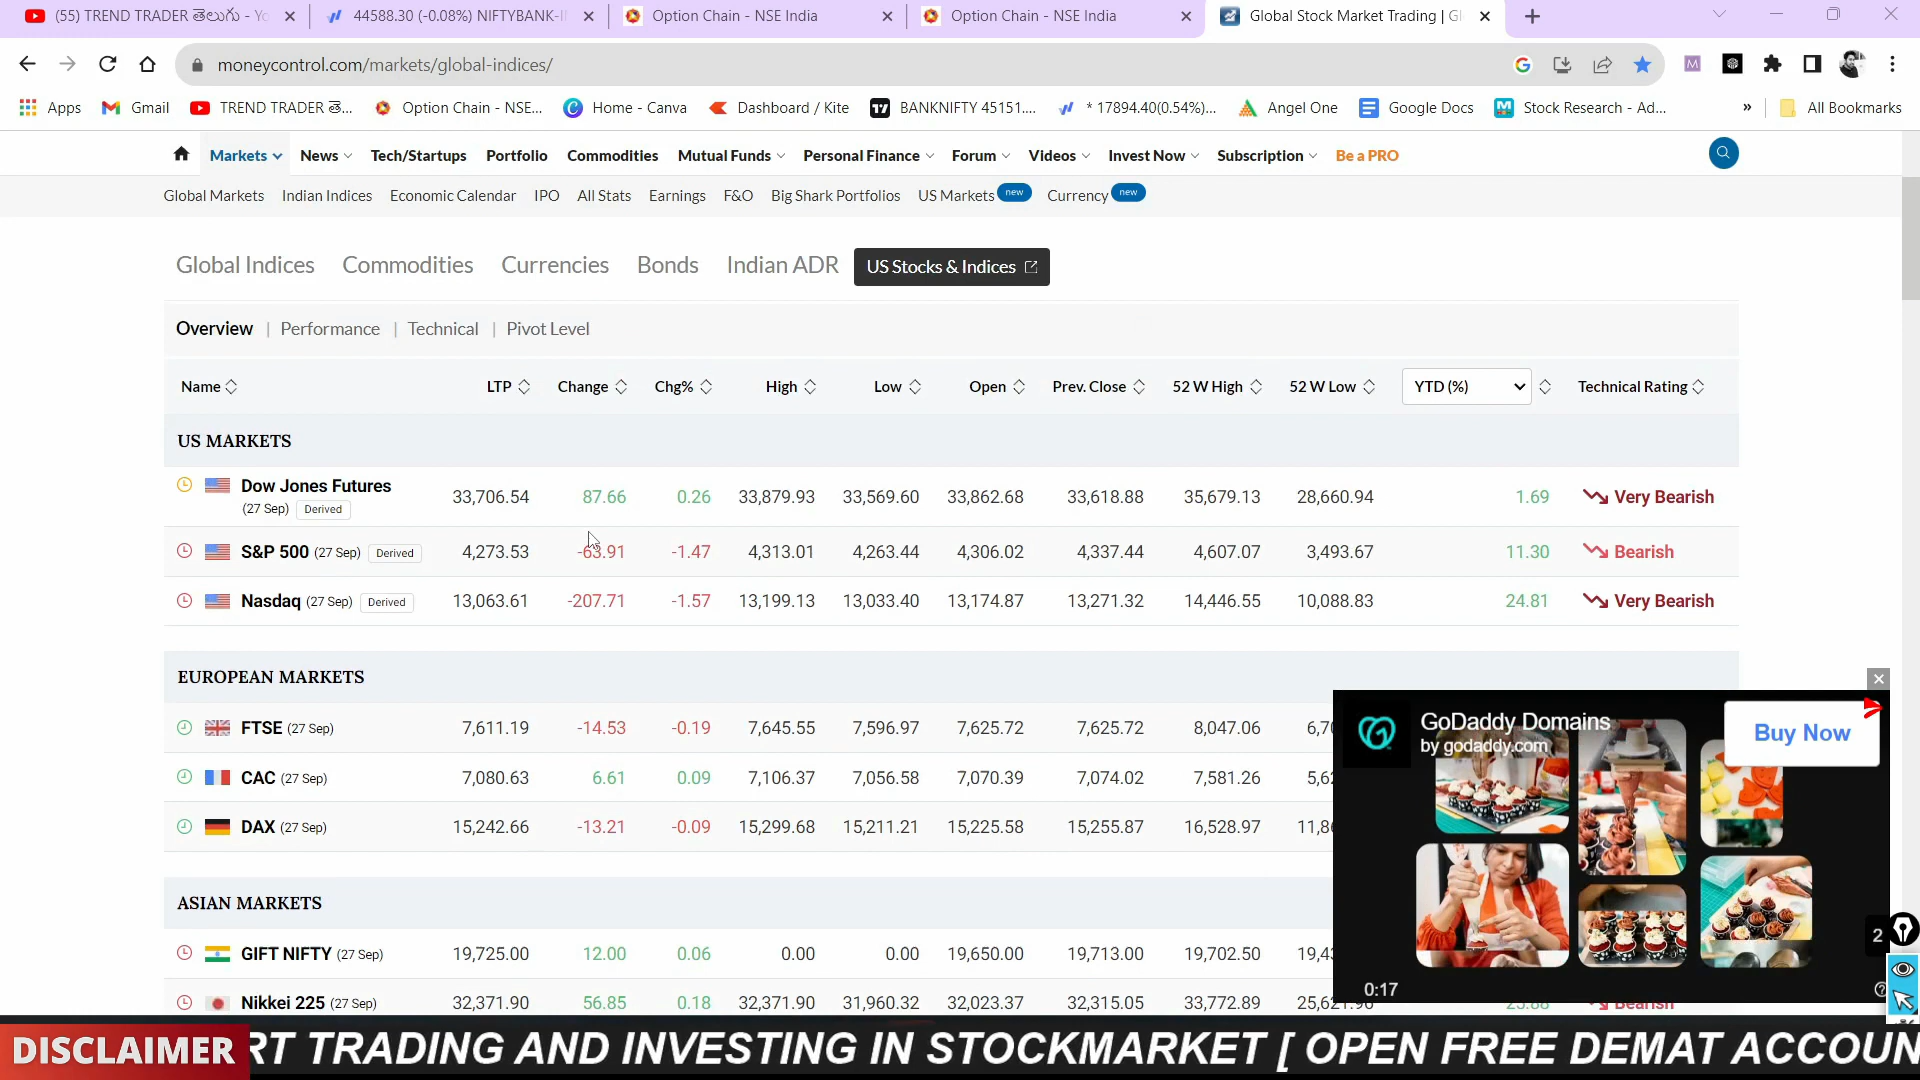 (55) TREND TRADER తెలుగు - Yo
44588.30 (-0.08%) NIFTYBANK-I
Option Chain - NSE India
Option Chain - NSE India
Global Stock Market Trading | Gl
moneycontrol.com/markets/global-indices/
Apps Gmail TREND TRADER తె... Option Chain - NSE... Home - Canva Dashboard / Kite BANKNIFTY 45151.... * 17894.40(0.54%)... Angel One Google Docs Stock Research - Ad... » All Bookmarks
Markets News Tech/Startups Portfolio Commodities Mutual Funds Personal Finance Forum Videos Invest Now Subscription Be a PRO
Global Markets Indian Indices Economic Calendar IPO All Stats Earnings F&O Big Shark Portfolios US Markets new Currency new
Global Indices Commodities Currencies Bonds Indian ADR US Stocks & Indices
Overview | Performance | Technical | Pivot Level
Name LTP Change Chg% High Low Open Prev. Close 52 W High 52 W Low YTD (%) Technical Rating
US MARKETS
Dow Jones Futures 33,706.54 87.66 0.26 33,879.93 33,569.60 33,862.68 33,618.88 35,679.13 28,660.94 1.69 Very Bearish
(27 Sep) Derived
S&P 500 (27 Sep) Derived 4,273.53 -63.91 -1.47 4,313.01 4,263.44 4,306.02 4,337.44 4,607.07 3,493.67 11.30 Bearish
Nasdaq (27 Sep) Derived 13,063.61 -207.71 -1.57 13,199.13 13,033.40 13,174.87 13,271.32 14,446.55 10,088.83 24.81 Very Bearish
EUROPEAN MARKETS
FTSE (27 Sep) 7,611.19 -14.53 -0.19 7,645.55 7,596.97 7,625.72 7,625.72 8,047.06 6,70
CAC (27 Sep) 7,080.63 6.61 0.09 7,106.37 7,056.58 7,070.39 7,074.02 7,581.26 5,62
DAX (27 Sep) 15,242.66 -13.21 -0.09 15,299.68 15,211.21 15,225.58 15,255.87 16,528.97 11,86
GoDaddy Domains
by godaddy.com
Buy Now
ASIAN MARKETS
2
GIFT NIFTY (27 Sep) 19,725.00 12.00 0.06 0.00 0.00 19,650.00 19,713.00 19,702.50 19,43
0:17
Nikkei 225 (27 Sep) 32,371.90 56.85 0.18 32,371.90 31,960.32 32,023.37 32,315.05 33,772.89
DISCLAIMER RT TRADING AND INVESTING IN STOCKMARKET [ OPEN FREE DEMAT ACCOUN